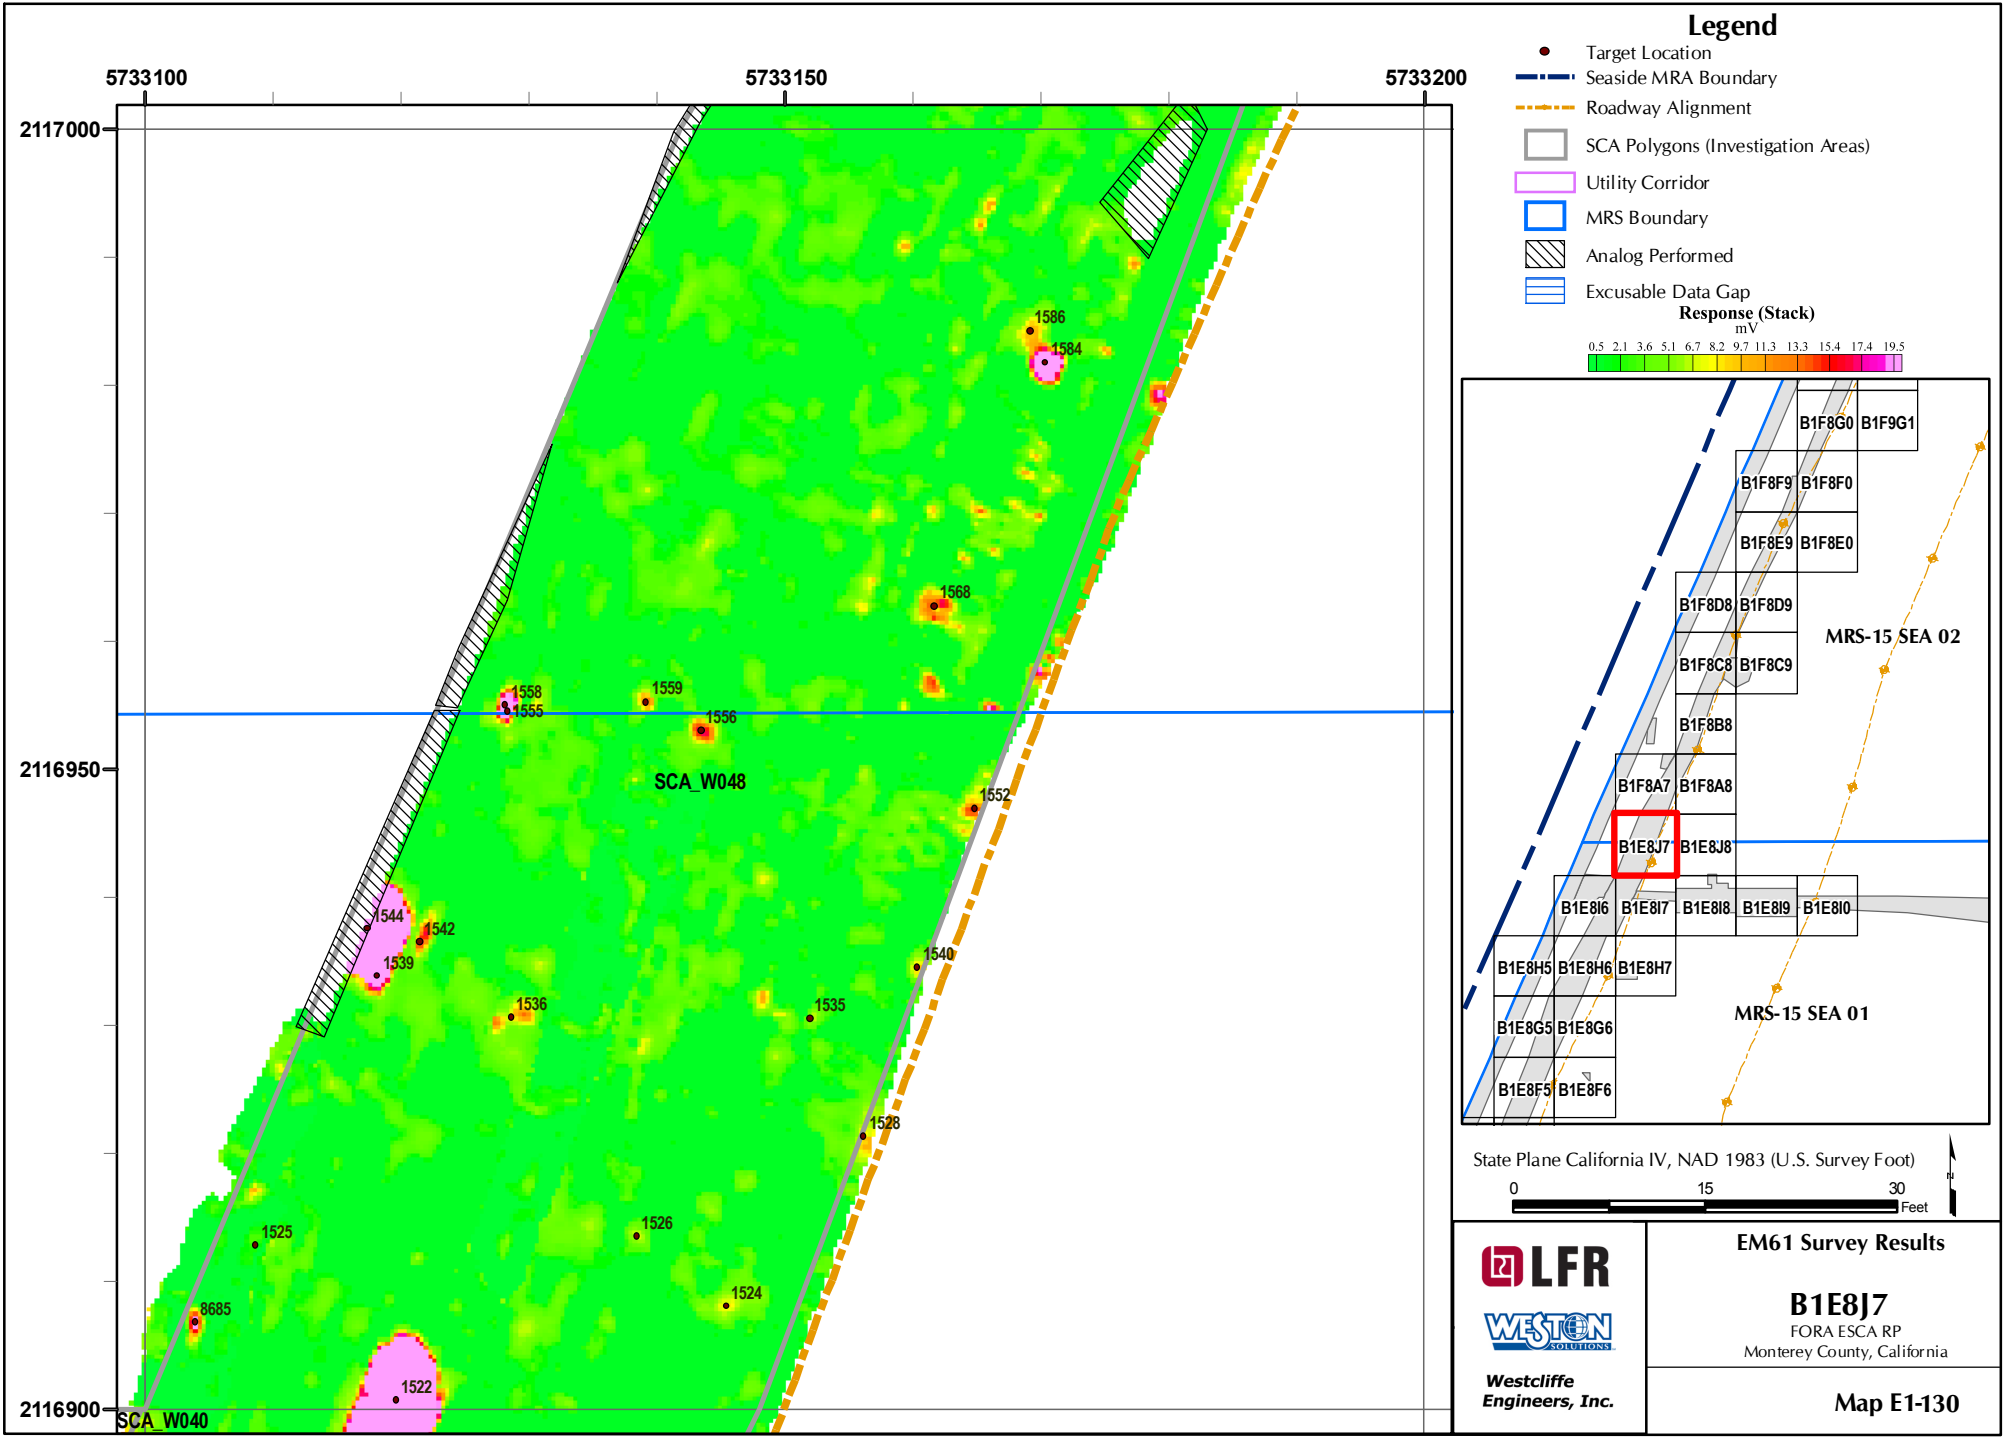 5733100
5733150
5733200
2117000
2116950
2116900
1586
1584
1568
1558
1555
1559
1556
SCA_W048
1552
1544
1542
1539
1540
1536
1535
1528
1525
1526
1524
8685
1522
SCA_W040
Legend
Target Location
Seaside MRA Boundary
Roadway Alignment
SCA Polygons (Investigation Areas)
Utility Corridor
MRS Boundary
Analog Performed
Excusable Data Gap
Response (Stack)
mV
0.5 2.1 3.6 5.1 6.7 8.2 9.7 11.3 13.3 15.4 17.4 19.5
B1F8G0 B1F9G1
B1F8F9 B1F8F0
B1F8E9 B1F8E0
B1F8D8 B1F8D9
MRS-15 SEA 02
B1F8C8 B1F8C9
B1F8B8
B1F8A7 B1F8A8
B1E8J7 B1E8J8
B1E8I6 B1E8I7 B1E8I8 B1E8I9 B1E8I0
B1E8H5 B1E8H6 B1E8H7
MRS-15 SEA 01
B1E8G5 B1E8G6
B1E8F5 B1E8F6
State Plane California IV, NAD 1983 (U.S. Survey Foot)
0 15 30
Feet
N
LFR
WESTON
SOLUTIONS
Westcliffe
Engineers, Inc.
EM61 Survey Results
B1E8J7
FORA ESCA RP
Monterey County, California
Map E1-130